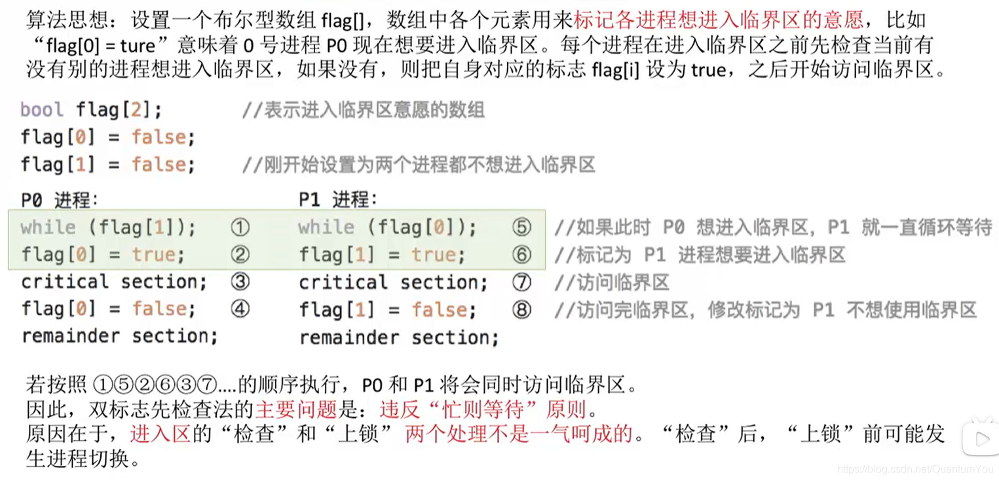 算法思想：设置一个布尔型数组 flag[]，数组中各个元素用来标记各进程想进入临界区的意愿，比如
“flag[0] = ture”意味着 0 号进程 P0 现在想要进入临界区。每个进程在进入临界区之前先检查当前有
没有别的进程想进入临界区，如果没有，则把自身对应的标志 flag[i] 设为 true，之后开始访问临界区。
bool flag[2]; //表示进入临界区意愿的数组
flag[0] = false;
flag[1] = false; //刚开始设置为两个进程都不想进入临界区
P0 进程： P1 进程：
while (flag[1]); ① while (flag[0]); ⑤ //如果此时 P0 想进入临界区，P1 就一直循环等待
flag[0] = true; ② flag[1] = true; ⑥ //标记为 P1 进程想要进入临界区
critical section; ③ critical section; ⑦ //访问临界区
flag[0] = false; ④ flag[1] = false; ⑧ //访问完临界区，修改标记为 P1 不想使用临界区
remainder section; remainder section;
若按照 ①⑤②⑥③⑦....的顺序执行，P0 和 P1 将会同时访问临界区。
因此，双标志先检查法的主要问题是：违反“忙则等待”原则。
原因在于，进入区的“检查”和“上锁” 两个处理不是一气呵成的。“检查”后，“上锁”前可能发
生进程切换。
https://blog.csdn.net/QuantumYou